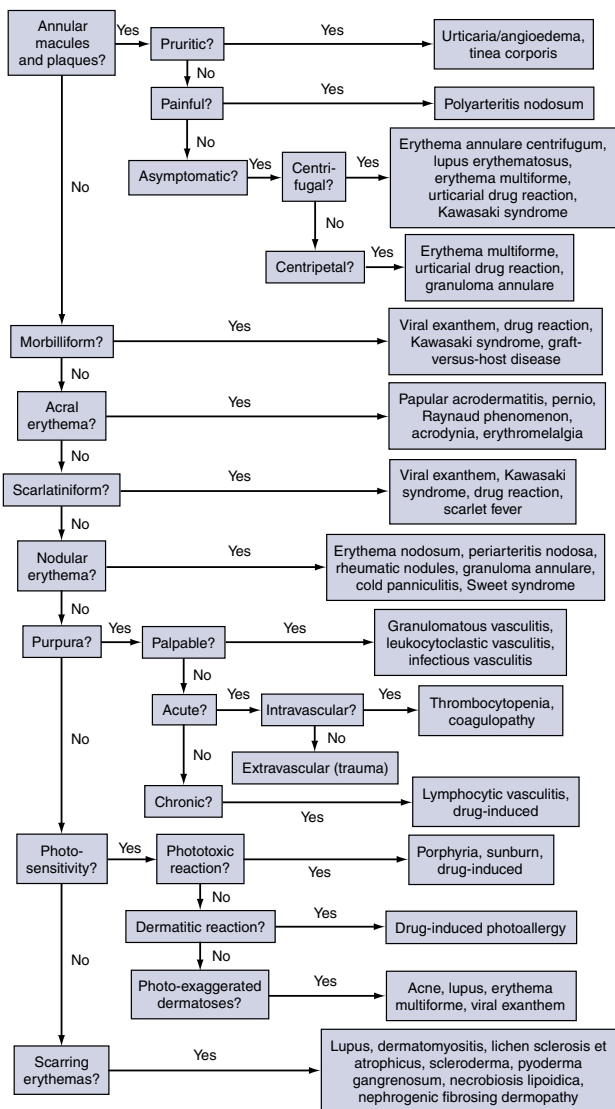 Annular
macules
and plaques?
Yes
Pruritic?
Yes
Urticaria/angioedema,
tinea corporis
No
Painful?
Yes
Polyarteritis nodosum
No
Asymptomatic?
Yes
Centri-
fugal?
Yes
Erythema annulare centrifugum,
lupus erythematosus,
erythema multiforme,
urticarial drug reaction,
Kawasaki syndrome
No
No
Centripetal?
Yes
Erythema multiforme,
urticarial drug reaction,
granuloma annulare
Morbilliform?
Yes
Viral exanthem, drug reaction,
Kawasaki syndrome, graft-
versus-host disease
No
Acral
erythema?
Yes
Papular acrodermatitis, pernio,
Raynaud phenomenon,
acrodynia, erythromelalgia
No
Scarlatiniform?
Yes
Viral exanthem, Kawasaki
syndrome, drug reaction,
scarlet fever
No
Nodular
erythema?
Yes
Erythema nodosum, periarteritis nodosa,
rheumatic nodules, granuloma annulare,
cold panniculitis, Sweet syndrome
No
Purpura?
Yes
Palpable?
Yes
Granulomatous vasculitis,
leukocytoclastic vasculitis,
infectious vasculitis
No
Acute?
Yes
Intravascular?
Yes
Thrombocytopenia,
coagulopathy
No
No
No
Extravascular (trauma)
Chronic?
Yes
Lymphocytic vasculitis,
drug-induced
Photo-
sensitivity?
Yes
Phototoxic
reaction?
Yes
Porphyria, sunburn,
drug-induced
No
Dermatitic reaction?
Yes
Drug-induced photoallergy
No
No
Photo-exaggerated
dermatoses?
Yes
Acne, lupus, erythema
multiforme, viral exanthem
Scarring
erythemas?
Yes
Lupus, dermatomyositis, lichen sclerosis et
atrophicus, scleroderma, pyoderma
gangrenosum, necrobiosis lipoidica,
nephrogenic fibrosing dermopathy